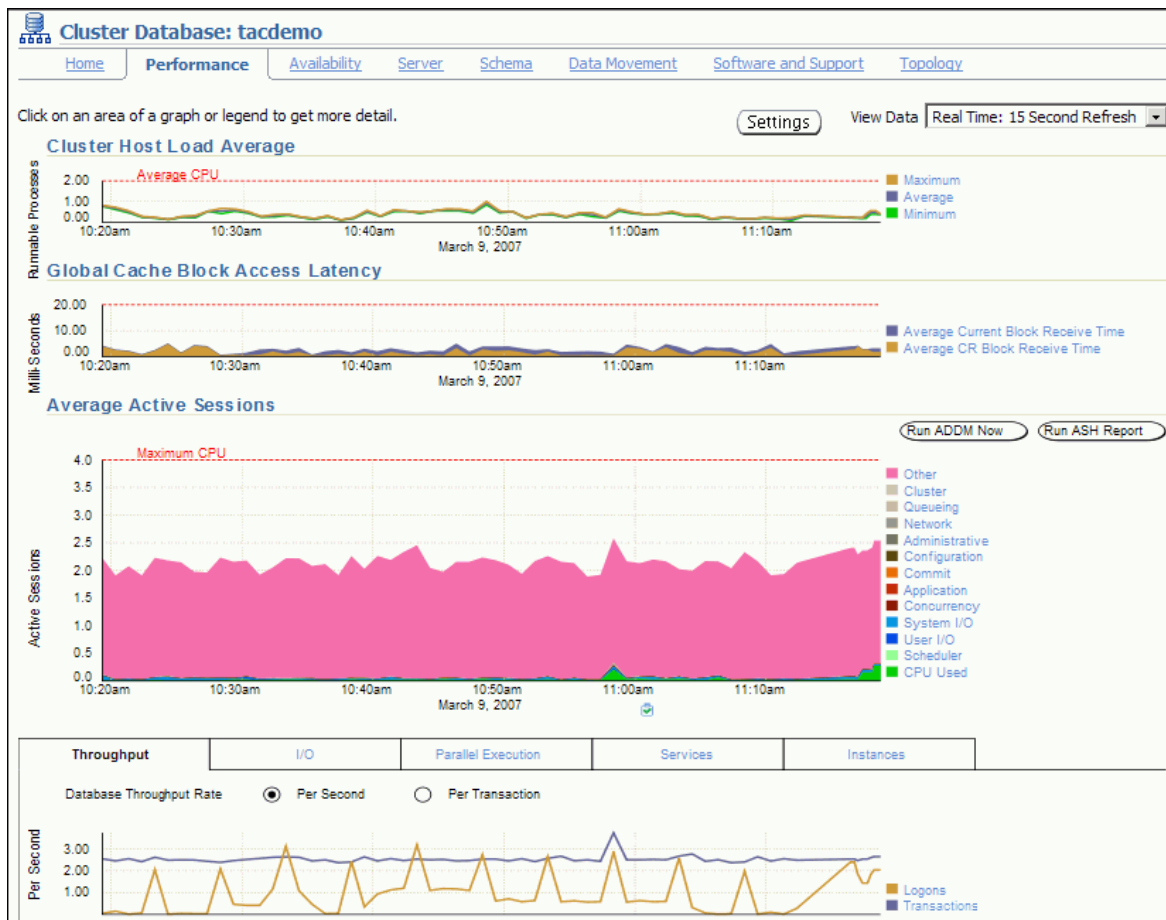 Cluster Database: tacdemo
Home Performance Availability Server Schema Data Movement Software and Support Topology
Click on an area of a graph or legend to get more detail.
Settings
View Data Real Time: 15 Second Refresh
Cluster Host Load Average
Runnable Processes
2.00
1.00
0.00
Average CPU
10:20am 10:30am 10:40am 10:50am 11:00am 11:10am
March 9, 2007
Maximum
Average
Minimum
Global Cache Block Access Latency
Milli-Seconds
20.00
10.00
0.00
10:20am 10:30am 10:40am 10:50am 11:00am 11:10am
March 9, 2007
Average Current Block Receive Time
Average CR Block Receive Time
Average Active Sessions
Run ADDM Now Run ASH Report
Active Sessions
Maximum CPU
4.0
3.5
3.0
2.5
2.0
1.5
1.0
0.5
0.0
10:20am 10:30am 10:40am 10:50am 11:00am 11:10am
March 9, 2007
Other
Cluster
Queueing
Network
Administrative
Configuration
Commit
Application
Concurrency
System I/O
User I/O
Scheduler
CPU Used
Throughput I/O Parallel Execution Services Instances
Database Throughput Rate Per Second Per Transaction
Per Second
3.00
2.00
1.00
Logons
Transactions